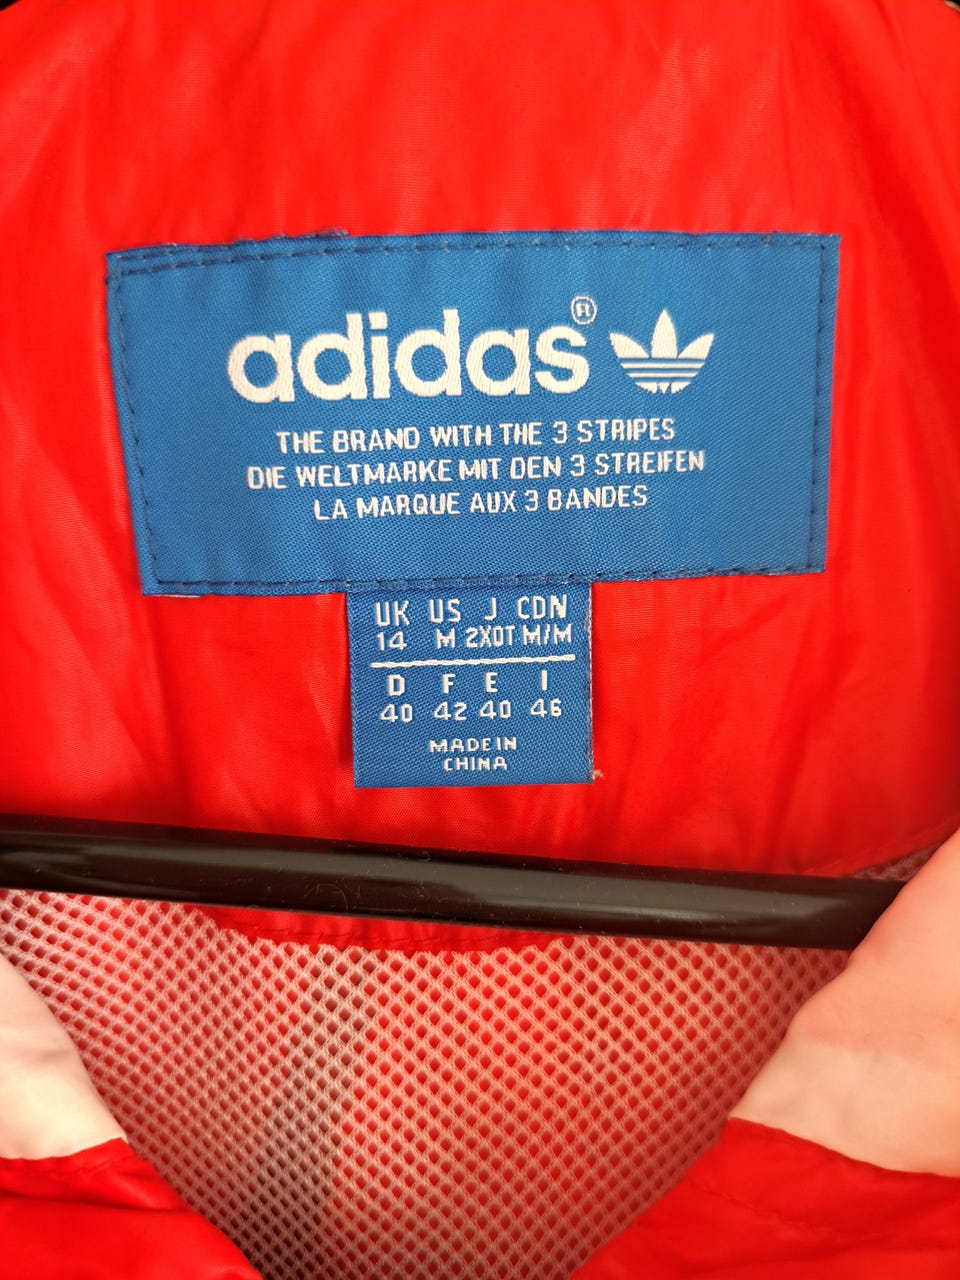 adidas®
THE BRAND WITH THE 3 STRIPES
DIE WELTMARKE MIT DEN 3 STREIFEN
LA MARQUE AUX 3 BANDES
UK US J CDN
14 M 2XOT M/M
D F E I
40 42 40 46
MADE IN
CHINA